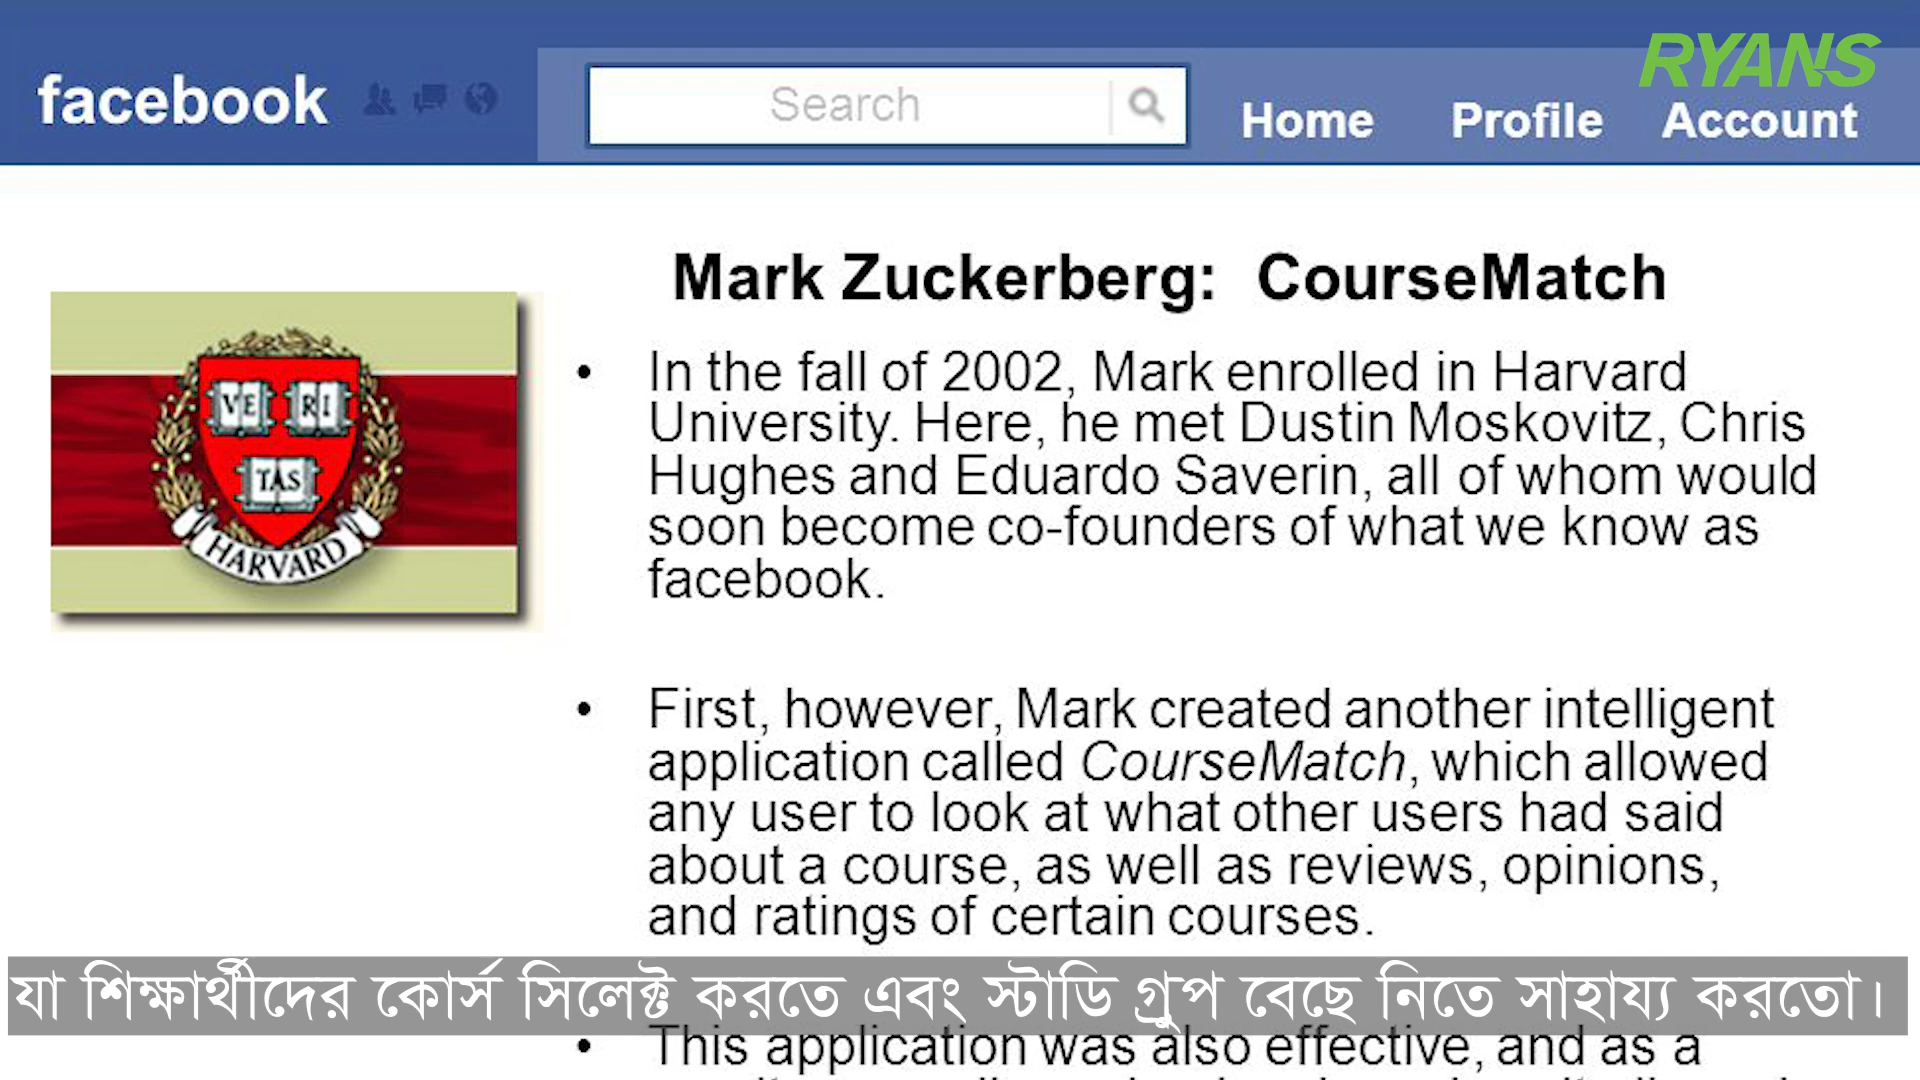 RYANS
facebook
Search
Home Profile Account
Mark Zuckerberg: CourseMatch
VE RI
TAS
HARVARD
• In the fall of 2002, Mark enrolled in Harvard
University. Here, he met Dustin Moskovitz, Chris
Hughes and Eduardo Saverin, all of whom would
soon become co-founders of what we know as
facebook.
• First, however, Mark created another intelligent
application called CourseMatch, which allowed
any user to look at what other users had said
about a course, as well as reviews, opinions,
and ratings of certain courses.
যা শিক্ষার্থীদের কোর্স সিলেক্ট করতে এবং স্টাডি গ্রুপ বেছে নিতে সাহায্য করতো।
• This application was also effective, and as a